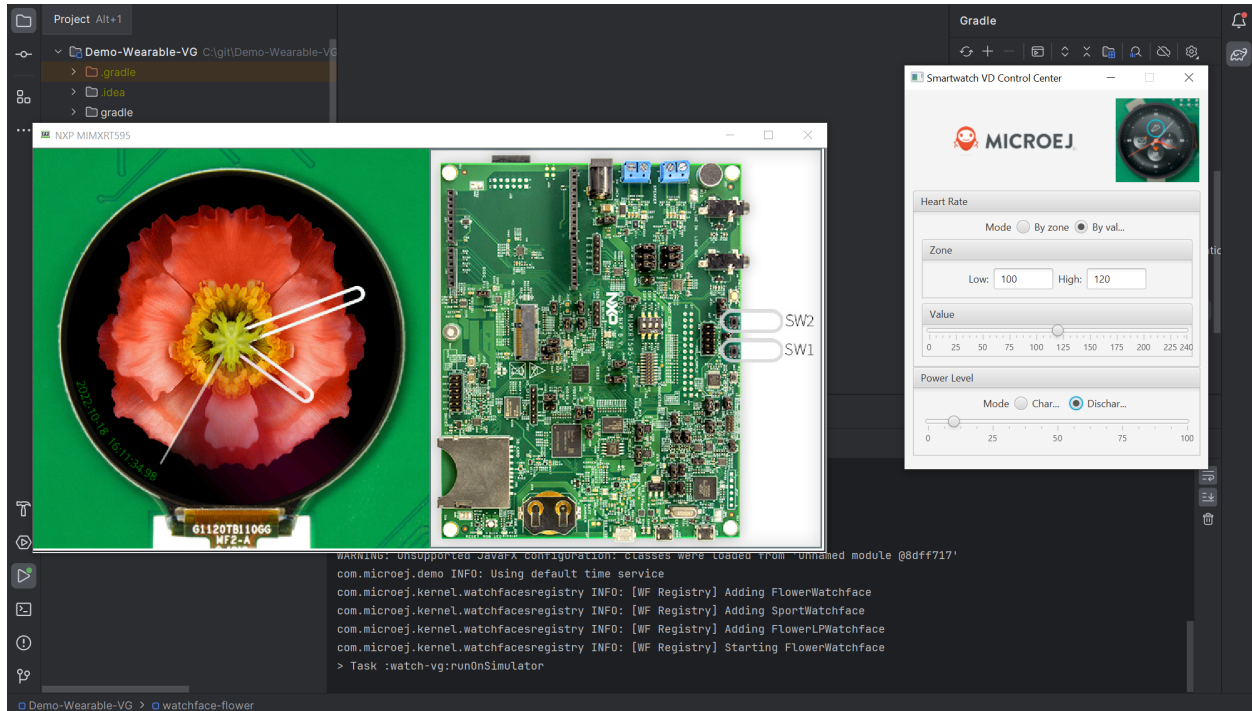 Project Alt+1
Demo-Wearable-VG C:\git\Demo-Wearable-VG
.gradle
.idea
gradle
Gradle
NXP MIMXRT595
2022-10-18 16:11:34.98
G1120TB110GG
MF2-A
NXP
SW2
SW1
Smartwatch VD Control Center
MICROEJ
Heart Rate
Mode By zone By val...
Zone
Low: 100 High: 120
Value
0 25 50 75 100 125 150 175 200 225 240
Power Level
Mode Char... Dischar...
0 25 50 75 100
WARNING: Unsupported JavaFX configuration: classes were loaded from 'unnamed module @8dff717'
com.microej.demo INFO: Using default time service
com.microej.kernel.watchfacesregistry INFO: [WF Registry] Adding FlowerWatchface
com.microej.kernel.watchfacesregistry INFO: [WF Registry] Adding SportWatchface
com.microej.kernel.watchfacesregistry INFO: [WF Registry] Adding FlowerLPWatchface
com.microej.kernel.watchfacesregistry INFO: [WF Registry] Starting FlowerWatchface
> Task :watch-vg:runOnSimulator
Demo-Wearable-VG > watchface-flower